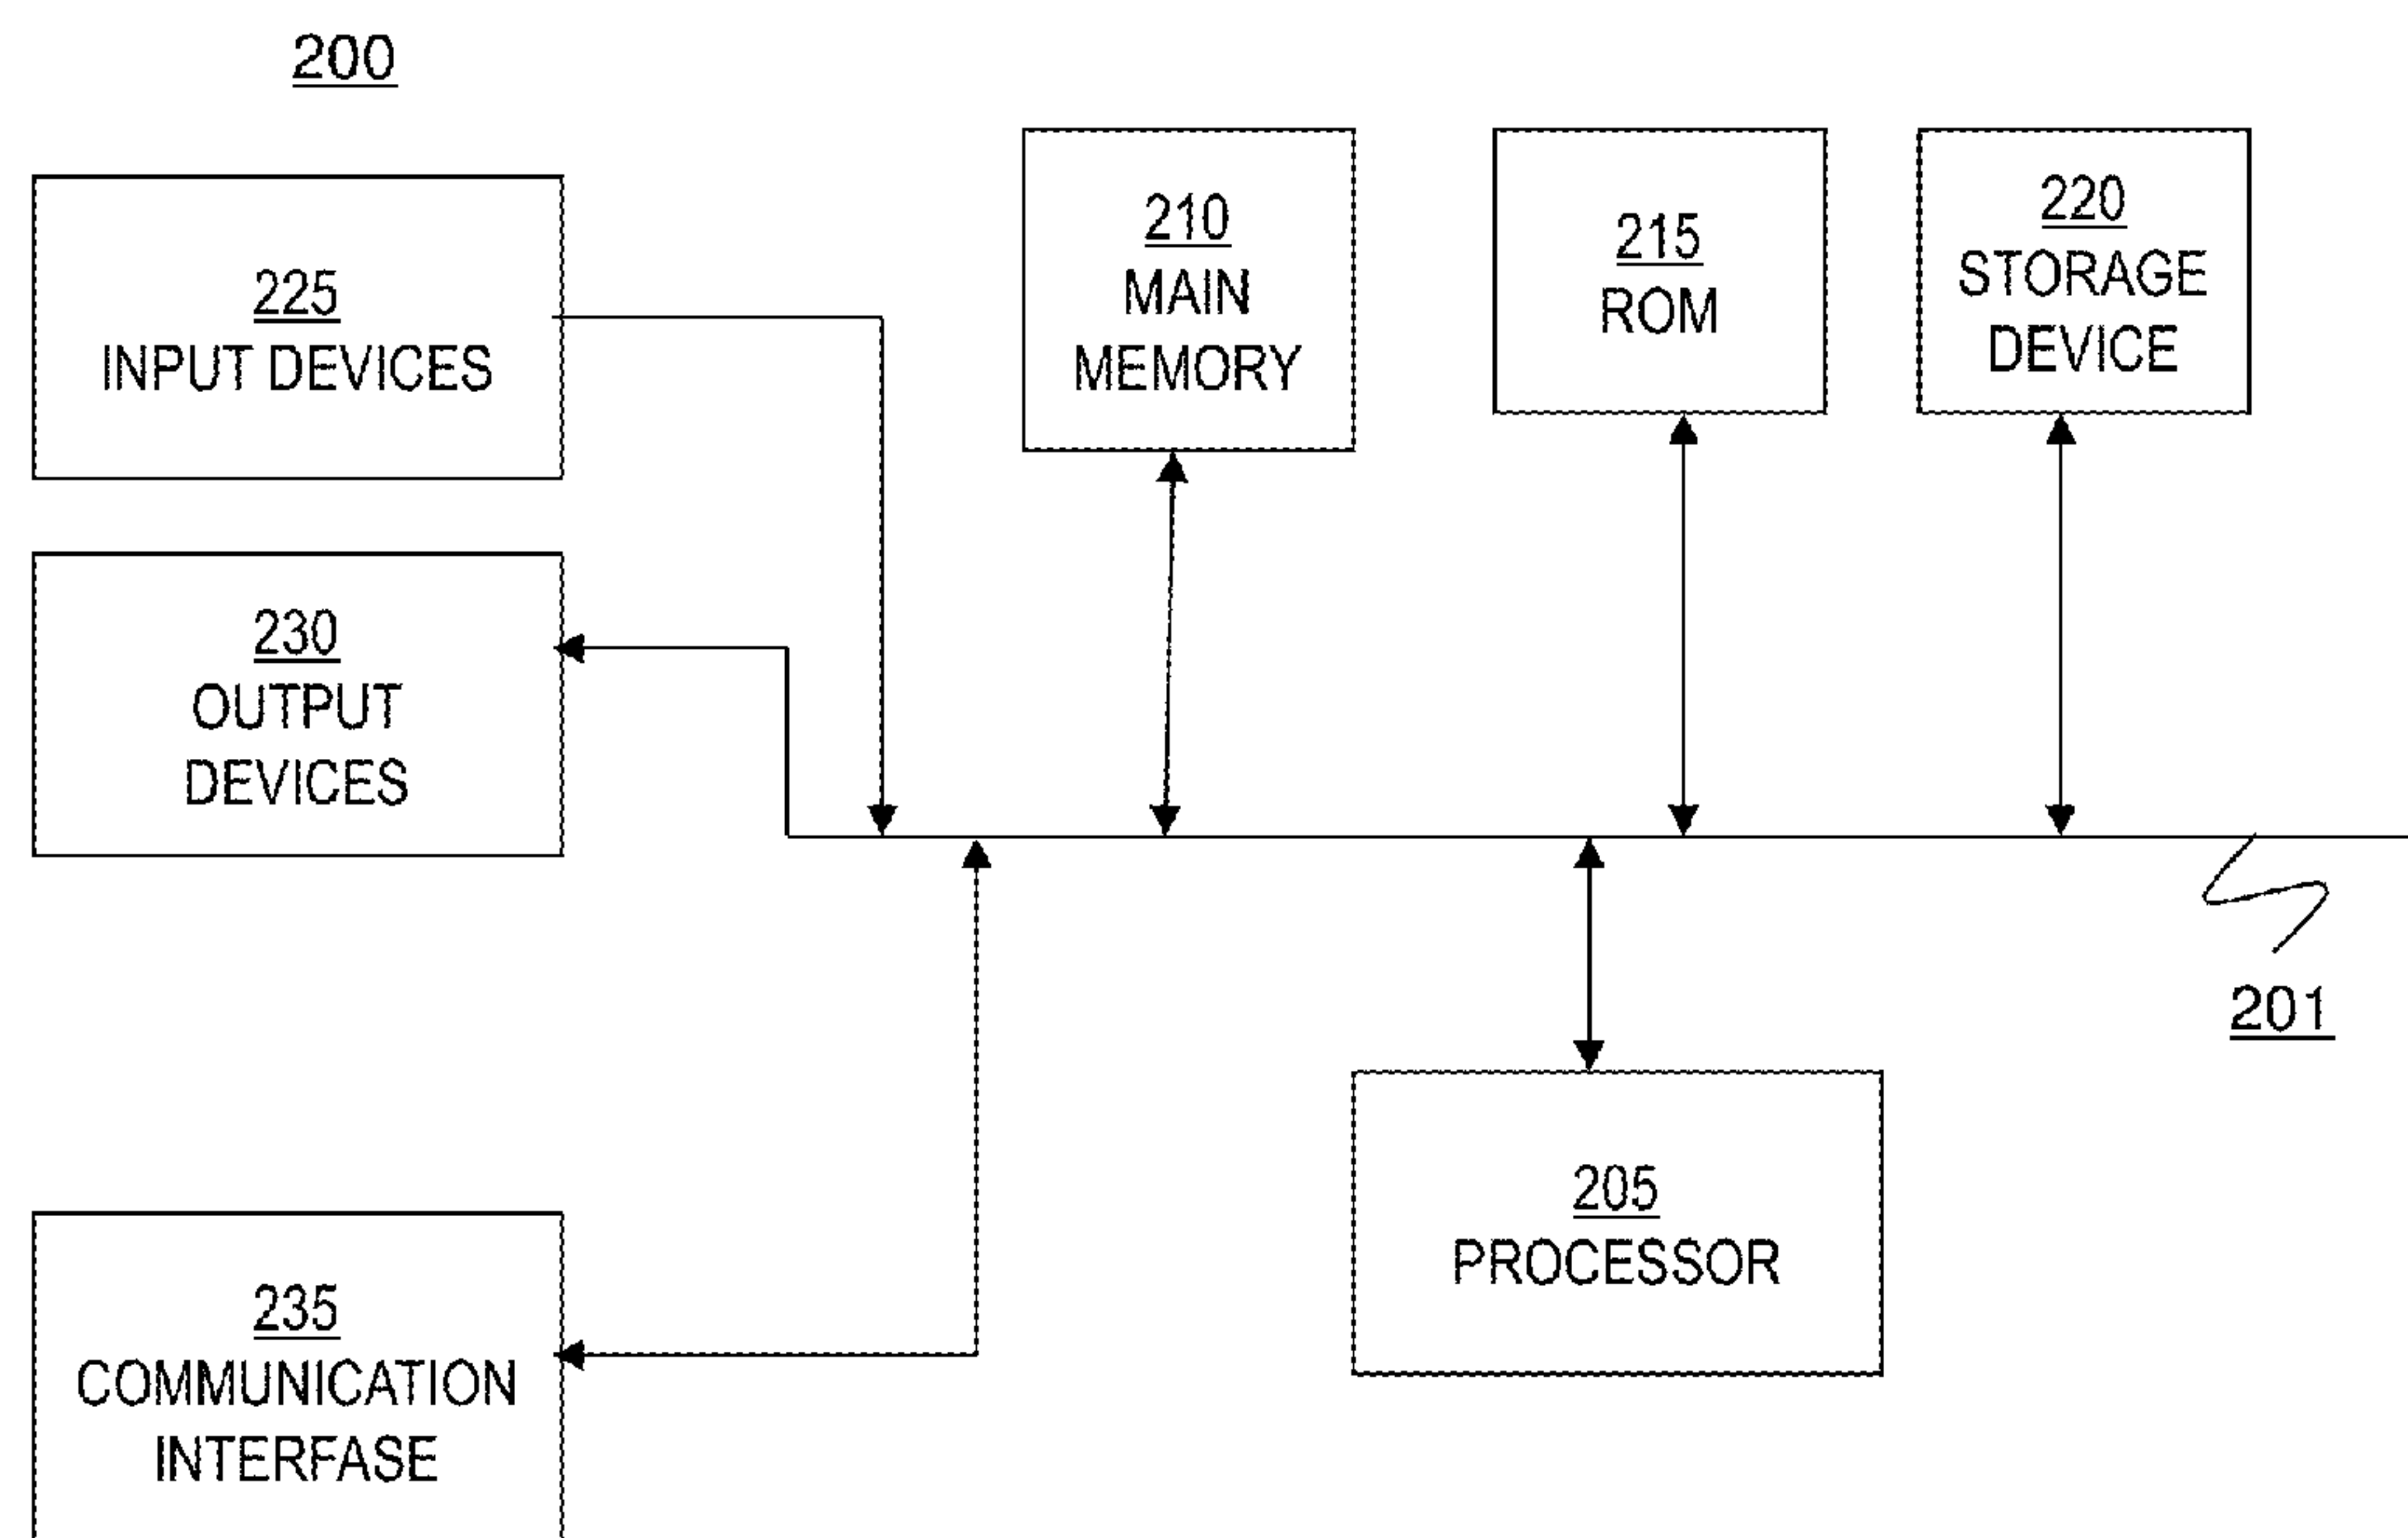 200
225
INPUT DEVICES
210
MAIN
MEMORY
215
ROM
220
STORAGE
DEVICE
230
OUTPUT
DEVICES
201
205
PROCESSOR
235
COMMUNICATION
INTERFASE